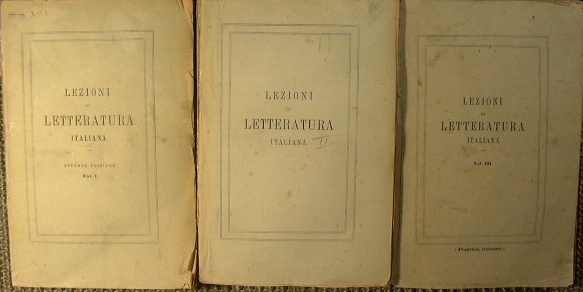 LEZIONI
DI
LETTERATURA
ITALIANA
SECONDA EDIZIONE
Vol. I
LEZIONI
DI
LETTERATURA
ITALIANA
II
LEZIONI
DI
LETTERATURA
ITALIANA
Vol. III.
(Proprietà letteraria)